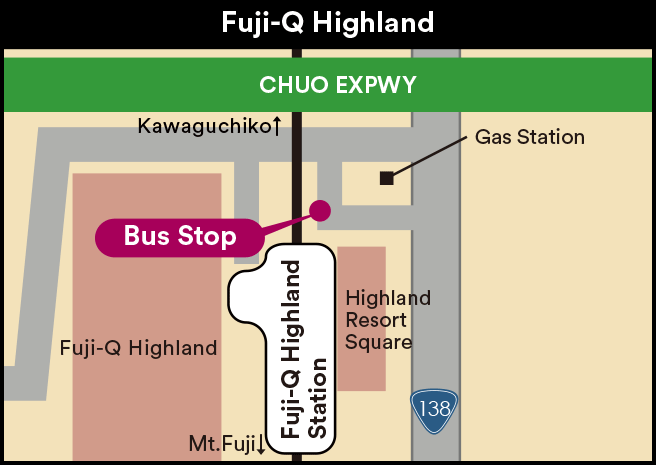 Fuji-Q Highland
CHUO EXPWY
Kawaguchiko↑
Gas Station
Bus Stop
Fuji-Q Highland
Station
Highland
Resort
Square
Fuji-Q Highland
138
Mt.Fuji↓